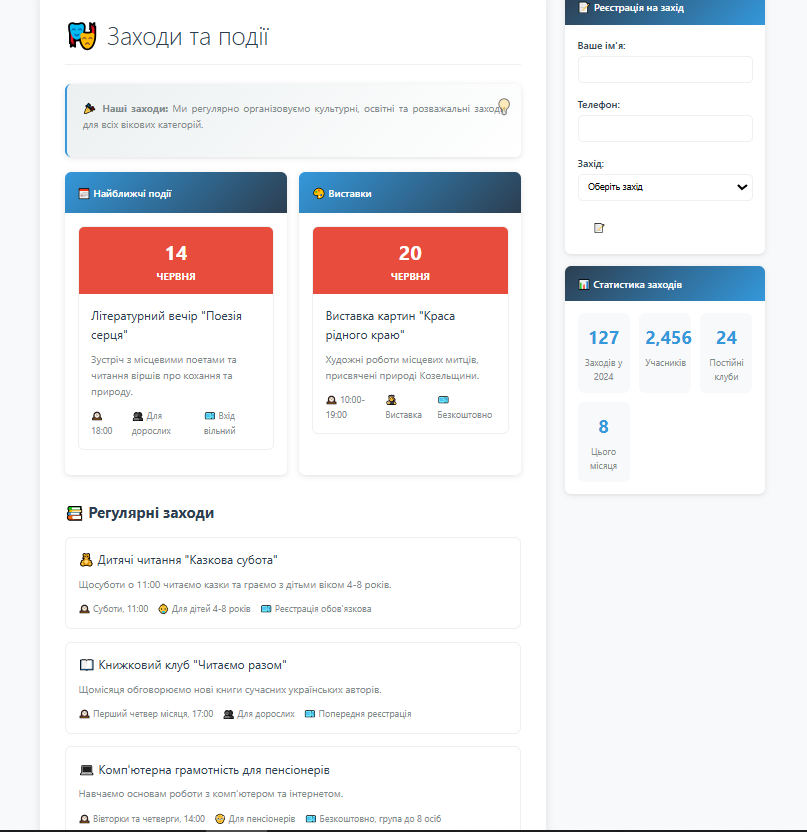 Заходи та події
Наші заходи: Ми регулярно організовуємо культурні, освітні та розважальні заходи
для всіх вікових категорій.
Найближчі події
14
ЧЕРВНЯ
Літературний вечір "Поезія
серця"
Зустріч з місцевими поетами та
читання віршів про кохання та
природу.
18:00
Для
дорослих
Вхід
вільний
Виставки
20
ЧЕРВНЯ
Виставка картин "Краса
рідного краю"
Художні роботи місцевих митців,
присвячені природі Козельщини.
10:00-
19:00
Виставка
Безкоштовно
Регулярні заходи
Дитячі читання "Казкова субота"
Щосуботи о 11:00 читаємо казки та граємо з дітьми віком 4-8 років.
Суботи, 11:00 Для дітей 4-8 років Реєстрація обов'язкова
Книжковий клуб "Читаємо разом"
Щомісяця обговорюємо нові книги сучасних українських авторів.
Перший четвер місяця, 17:00 Для дорослих Попередня реєстрація
Комп'ютерна грамотність для пенсіонерів
Навчаємо основам роботи з комп'ютером та інтернетом.
Вівторки та четверги, 14:00 Для пенсіонерів Безкоштовно, група до 8 осіб
Реєстрація на захід
Ваше ім'я:
Телефон:
Захід:
Оберіть захід
Статистика заходів
127
Заходів у
2024
2,456
Учасників
24
Постійні
клуби
8
Цього
місяця